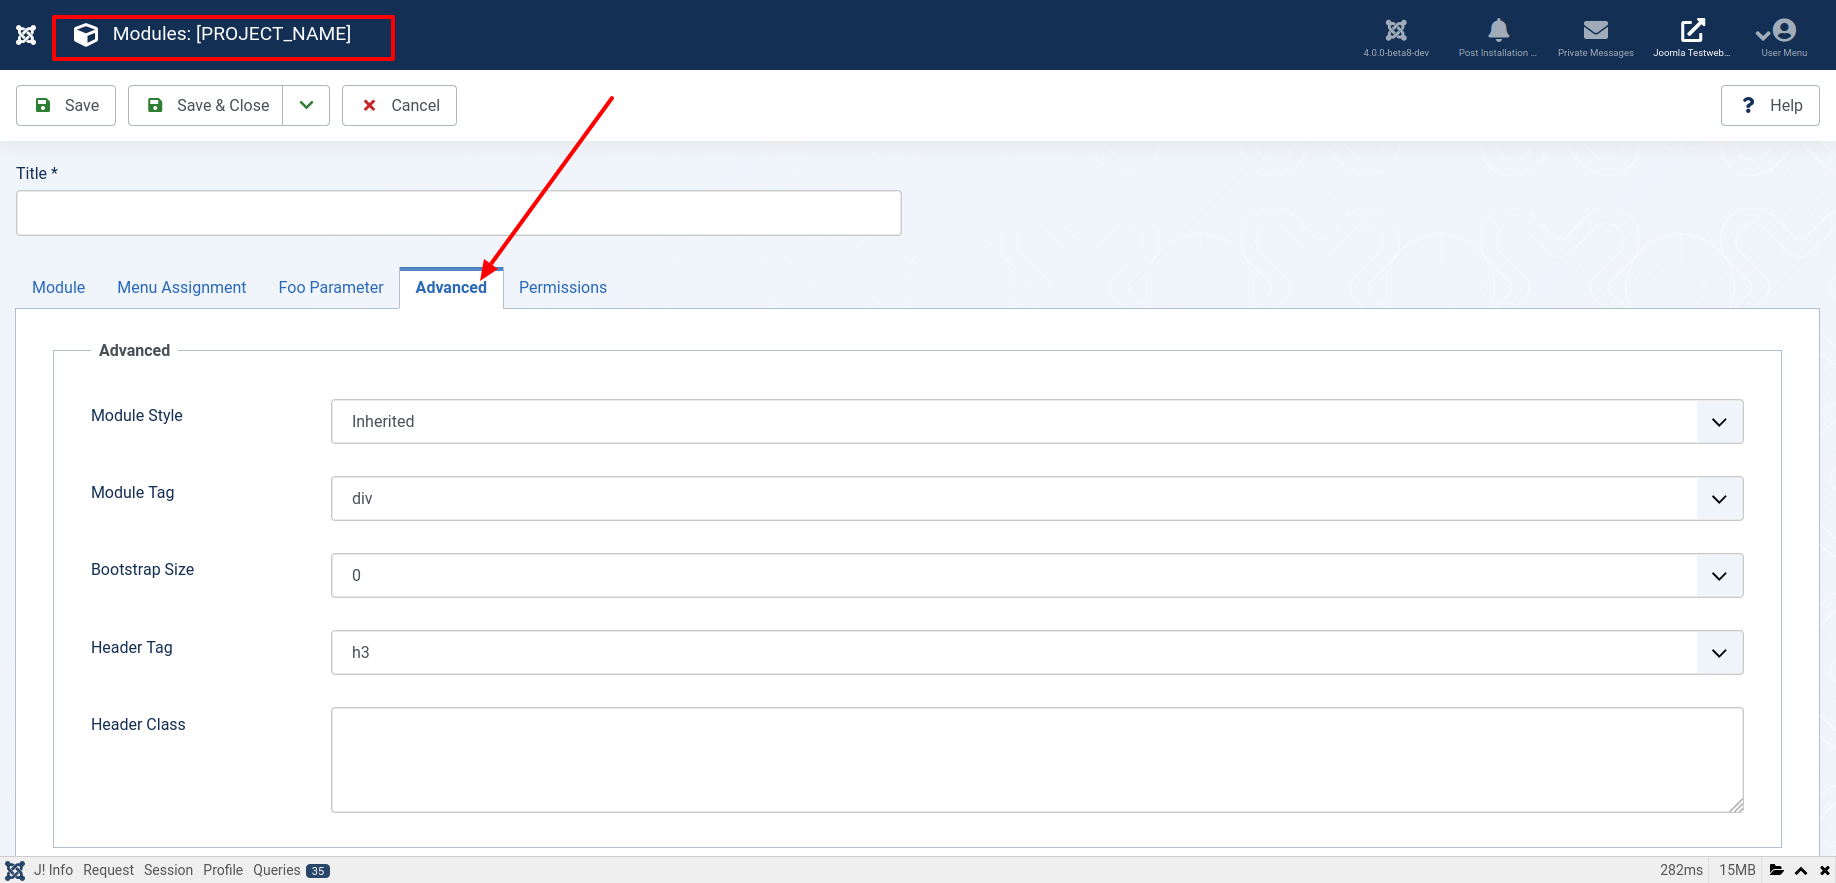 Modules: [PROJECT_NAME]
4.0.0-beta8-dev
Post Installation ...
Private Messages
Joomla Testweb...
User Menu
Save
Save & Close
Cancel
? Help
Title *
Module
Menu Assignment
Foo Parameter
Advanced
Permissions
Advanced
Module Style
Inherited
Module Tag
div
Bootstrap Size
0
Header Tag
h3
Header Class
J! Info Request Session Profile Queries 35
282ms
15MB